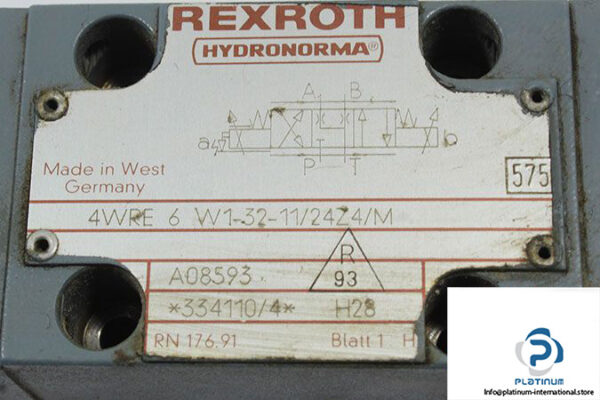 REXROTH
HYDRONORMA®
A B
a b
P T
Made in West
Germany
575
4WRE 6 W1-32-11/24Z4/M
A08593
R
93
*334110/4* H28
RN 176.91 Blatt 1 H
PLATINUM
https://platinum-international.store